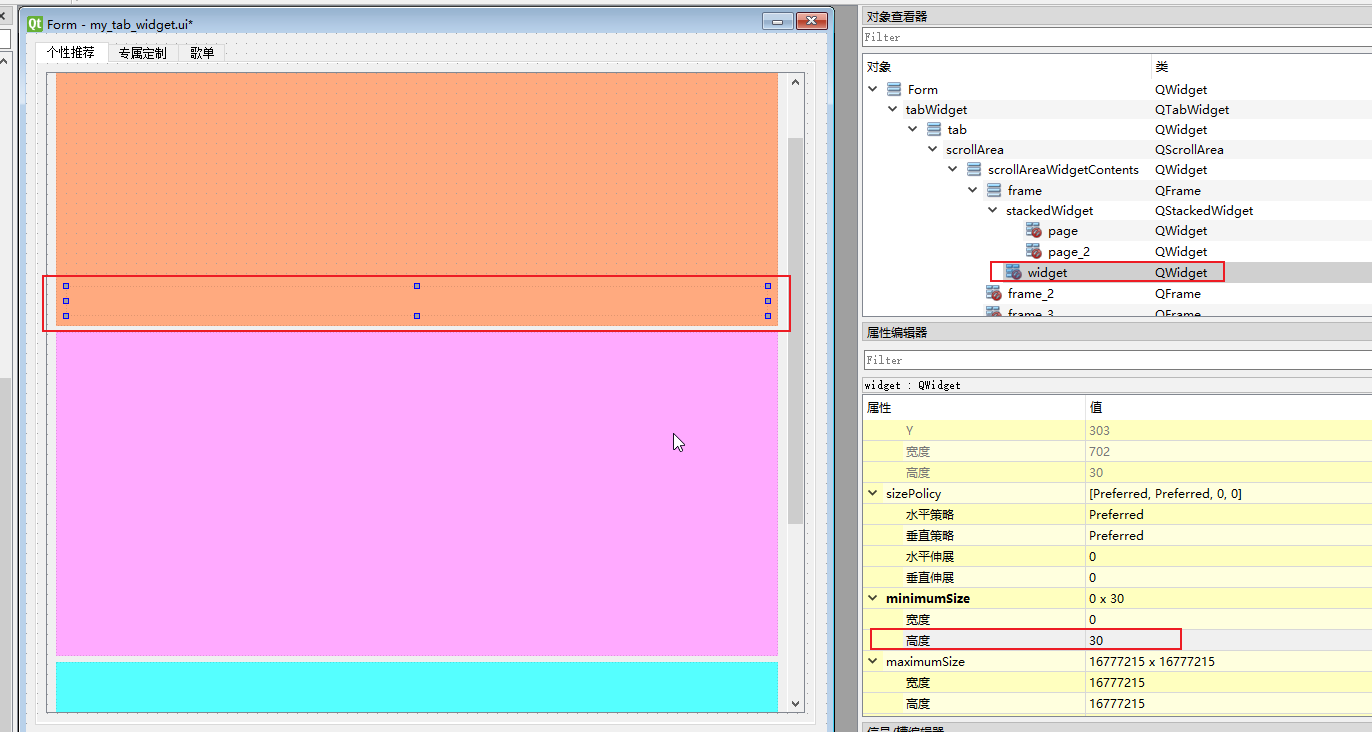 Form - my_tab_widget.ui*
个性推荐 专属定制 歌单
对象查看器
Filter
对象 类
Form QWidget
tabWidget QTabWidget
tab QWidget
scrollArea QScrollArea
scrollAreaWidgetContents QWidget
frame QFrame
stackedWidget QStackedWidget
page QWidget
page_2 QWidget
widget QWidget
frame_2 QFrame
frame_3 QFrame
属性编辑器
Filter
widget : QWidget
属性 值
Y 303
宽度 702
高度 30
sizePolicy [Preferred, Preferred, 0, 0]
水平策略 Preferred
垂直策略 Preferred
水平伸展 0
垂直伸展 0
minimumSize 0 x 30
宽度 0
高度 30
maximumSize 16777215 x 16777215
宽度 16777215
高度 16777215